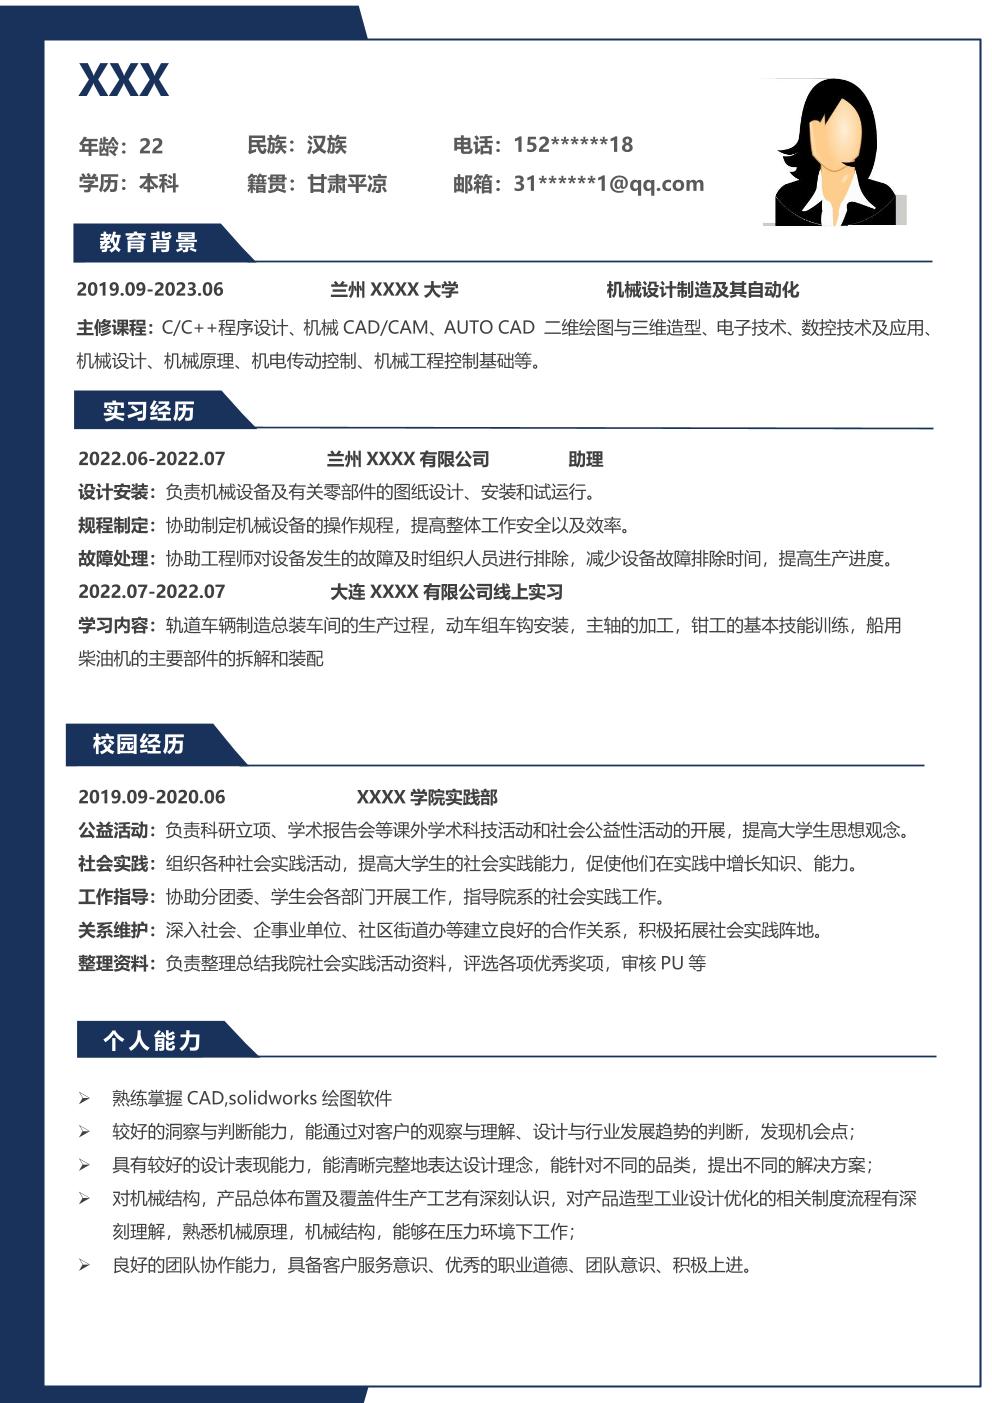 XXX
年龄：22 民族：汉族 电话：152******18
学历：本科 籍贯：甘肃平凉 邮箱：31******1@qq.com
教育背景
2019.09-2023.06 兰州 XXXX 大学 机械设计制造及其自动化
主修课程：C/C++程序设计、机械 CAD/CAM、AUTO CAD 二维绘图与三维造型、电子技术、数控技术及应用、
机械设计、机械原理、机电传动控制、机械工程控制基础等。
实习经历
2022.06-2022.07 兰州 XXXX 有限公司 助理
设计安装：负责机械设备及有关零部件的图纸设计、安装和试运行。
规程制定：协助制定机械设备的操作规程，提高整体工作安全以及效率。
故障处理：协助工程师对设备发生的故障及时组织人员进行排除，减少设备故障排除时间，提高生产进度。
2022.07-2022.07 大连 XXXX 有限公司线上实习
学习内容：轨道车辆制造总装车间的生产过程，动车组车钩安装，主轴的加工，钳工的基本技能训练，船用
柴油机的主要部件的拆解和装配
校园经历
2019.09-2020.06 XXXX 学院实践部
公益活动：负责科研立项、学术报告会等课外学术科技活动和社会公益性活动的开展，提高大学生思想观念。
社会实践：组织各种社会实践活动，提高大学生的社会实践能力，促使他们在实践中增长知识、能力。
工作指导：协助分团委、学生会各部门开展工作，指导院系的社会实践工作。
关系维护：深入社会、企事业单位、社区街道办等建立良好的合作关系，积极拓展社会实践阵地。
整理资料：负责整理总结我院社会实践活动资料，评选各项优秀奖项，审核 PU 等
个人能力
➢ 熟练掌握 CAD,solidworks 绘图软件
➢ 较好的洞察与判断能力，能通过对客户的观察与理解、设计与行业发展趋势的判断，发现机会点；
➢ 具有较好的设计表现能力，能清晰完整地表达设计理念，能针对不同的品类，提出不同的解决方案；
➢ 对机械结构，产品总体布置及覆盖件生产工艺有深刻认识，对产品造型工业设计优化的相关制度流程有深
刻理解，熟悉机械原理，机械结构，能够在压力环境下工作；
➢ 良好的团队协作能力，具备客户服务意识、优秀的职业道德、团队意识、积极上进。